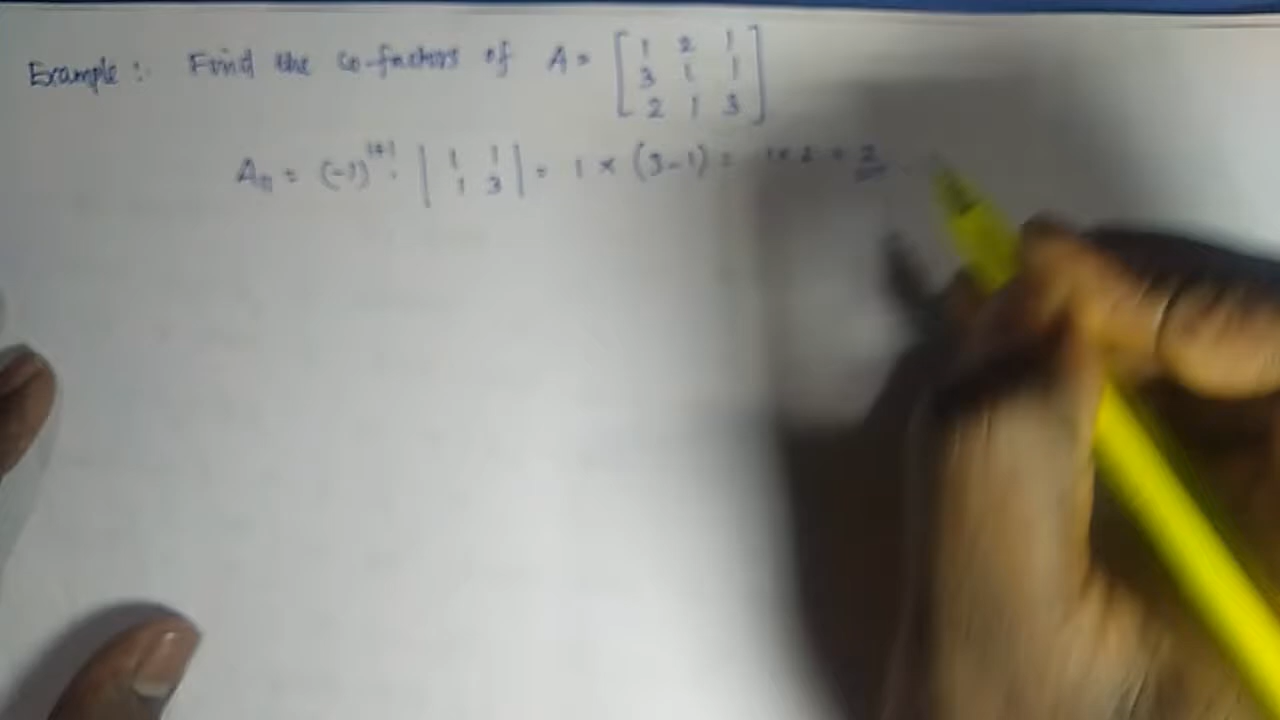 Example :- Find the co-factors of A = [1 2 1
3 1 1
2 1 3]
A₁₁ = (-1)¹⁺¹ . |1 1
1 3| = 1 × (3-1) = 1×2 = 2